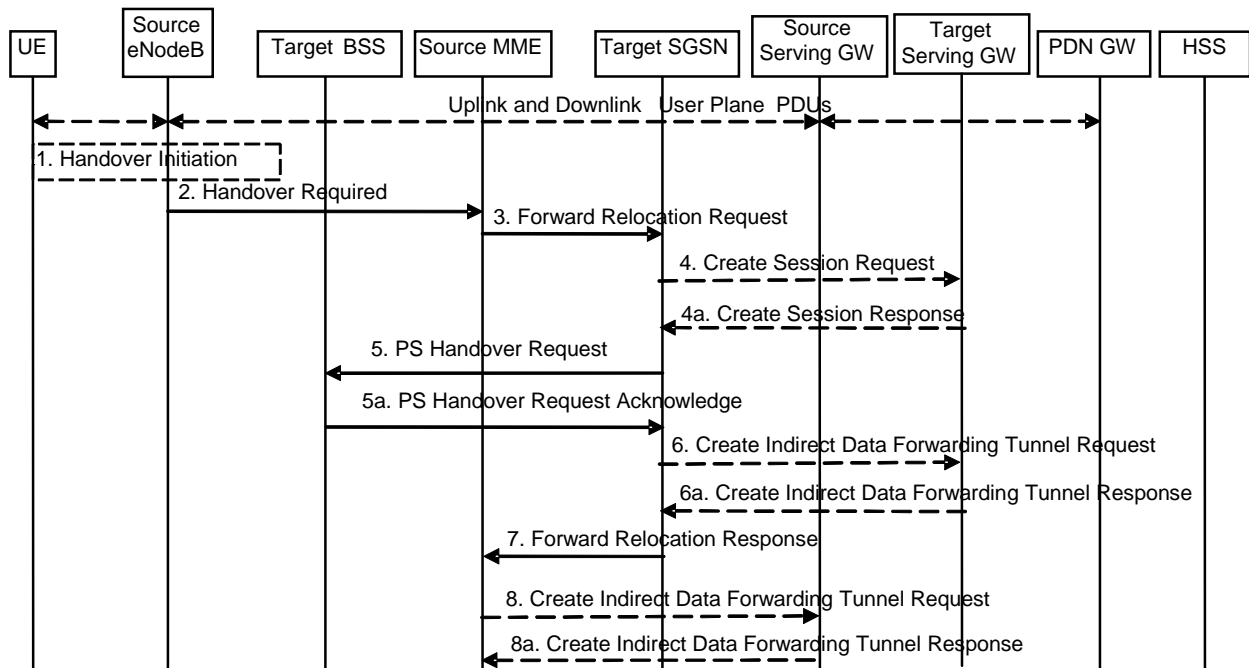 UE
Source
eNodeB
Target BSS
Source MME
Target SGSN
Source
Serving GW
Target
Serving GW
PDN GW
HSS
Uplink and Downlink User Plane PDUs
1. Handover Initiation
2. Handover Required
3. Forward Relocation Request
4. Create Session Request
4a. Create Session Response
5. PS Handover Request
5a. PS Handover Request Acknowledge
6. Create Indirect Data Forwarding Tunnel Request
6a. Create Indirect Data Forwarding Tunnel Response
7. Forward Relocation Response
8. Create Indirect Data Forwarding Tunnel Request
8a. Create Indirect Data Forwarding Tunnel Response